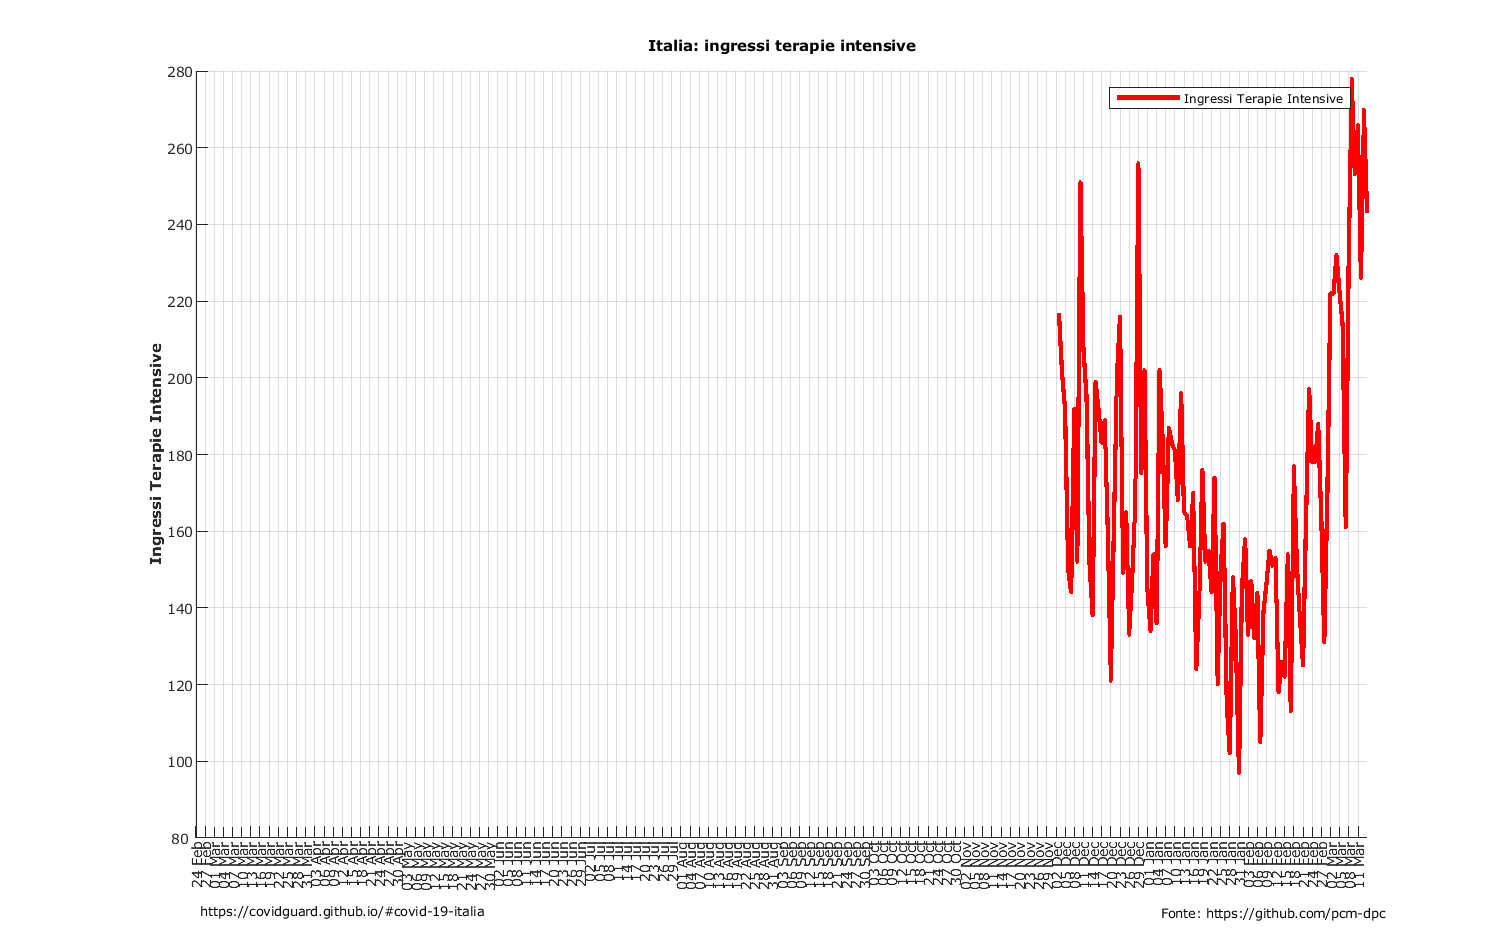 Italia: ingressi terapie intensive
Ingressi Terapie Intensive
280
260
240
220
200
180
160
140
120
100
80
Ingressi Terapie Intensive
24 Feb
27 Feb
01 Mar
04 Mar
07 Mar
10 Mar
13 Mar
16 Mar
19 Mar
22 Mar
25 Mar
28 Mar
31 Mar
03 Apr
06 Apr
09 Apr
12 Apr
15 Apr
18 Apr
21 Apr
24 Apr
27 Apr
30 Apr
03 May
06 May
09 May
12 May
15 May
18 May
21 May
24 May
27 May
30 May
02 Jun
05 Jun
08 Jun
11 Jun
14 Jun
17 Jun
20 Jun
23 Jun
26 Jun
29 Jun
02 Jul
05 Jul
08 Jul
11 Jul
14 Jul
17 Jul
20 Jul
23 Jul
26 Jul
29 Jul
01 Aug
04 Aug
07 Aug
10 Aug
13 Aug
16 Aug
19 Aug
22 Aug
25 Aug
28 Aug
31 Aug
03 Sep
06 Sep
09 Sep
12 Sep
15 Sep
18 Sep
21 Sep
24 Sep
27 Sep
30 Sep
03 Oct
06 Oct
09 Oct
12 Oct
15 Oct
18 Oct
21 Oct
24 Oct
27 Oct
30 Oct
02 Nov
05 Nov
08 Nov
11 Nov
14 Nov
17 Nov
20 Nov
23 Nov
26 Nov
29 Nov
02 Dec
05 Dec
08 Dec
11 Dec
14 Dec
17 Dec
20 Dec
23 Dec
26 Dec
29 Dec
01 Jan
04 Jan
07 Jan
10 Jan
13 Jan
16 Jan
19 Jan
22 Jan
25 Jan
28 Jan
31 Jan
03 Feb
06 Feb
09 Feb
12 Feb
15 Feb
18 Feb
21 Feb
24 Feb
27 Feb
02 Mar
05 Mar
08 Mar
11 Mar
https://covidguard.github.io/#covid-19-italia
Fonte: https://github.com/pcm-dpc